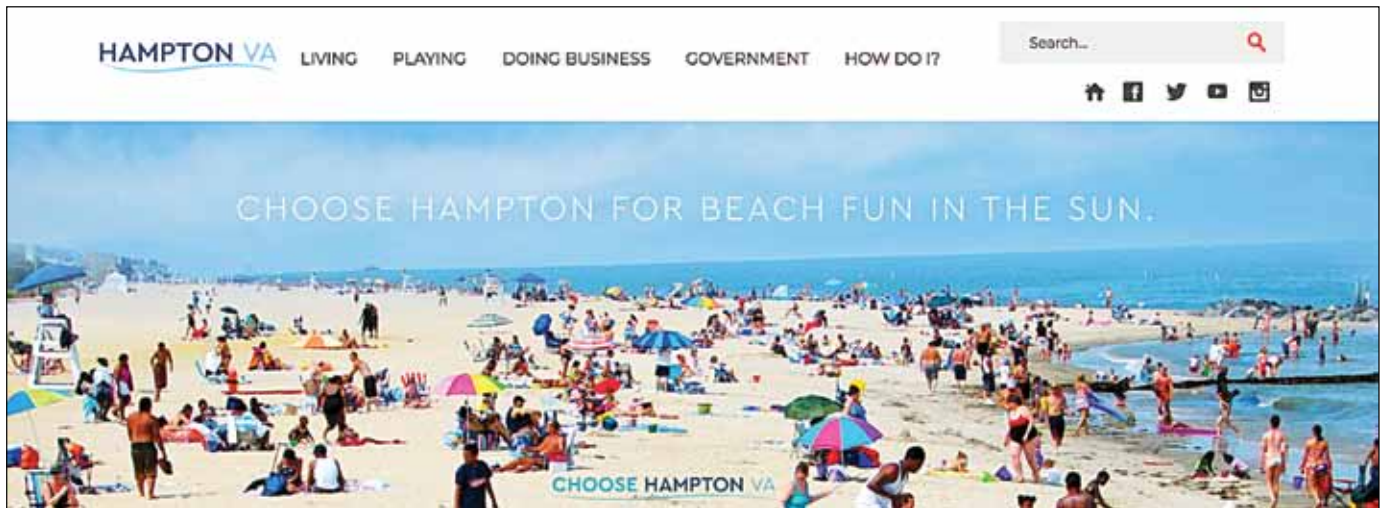 HAMPTON VA
LIVING PLAYING DOING BUSINESS GOVERNMENT HOW DO I?
Search...
CHOOSE HAMPTON FOR BEACH FUN IN THE SUN.
CHOOSE HAMPTON VA